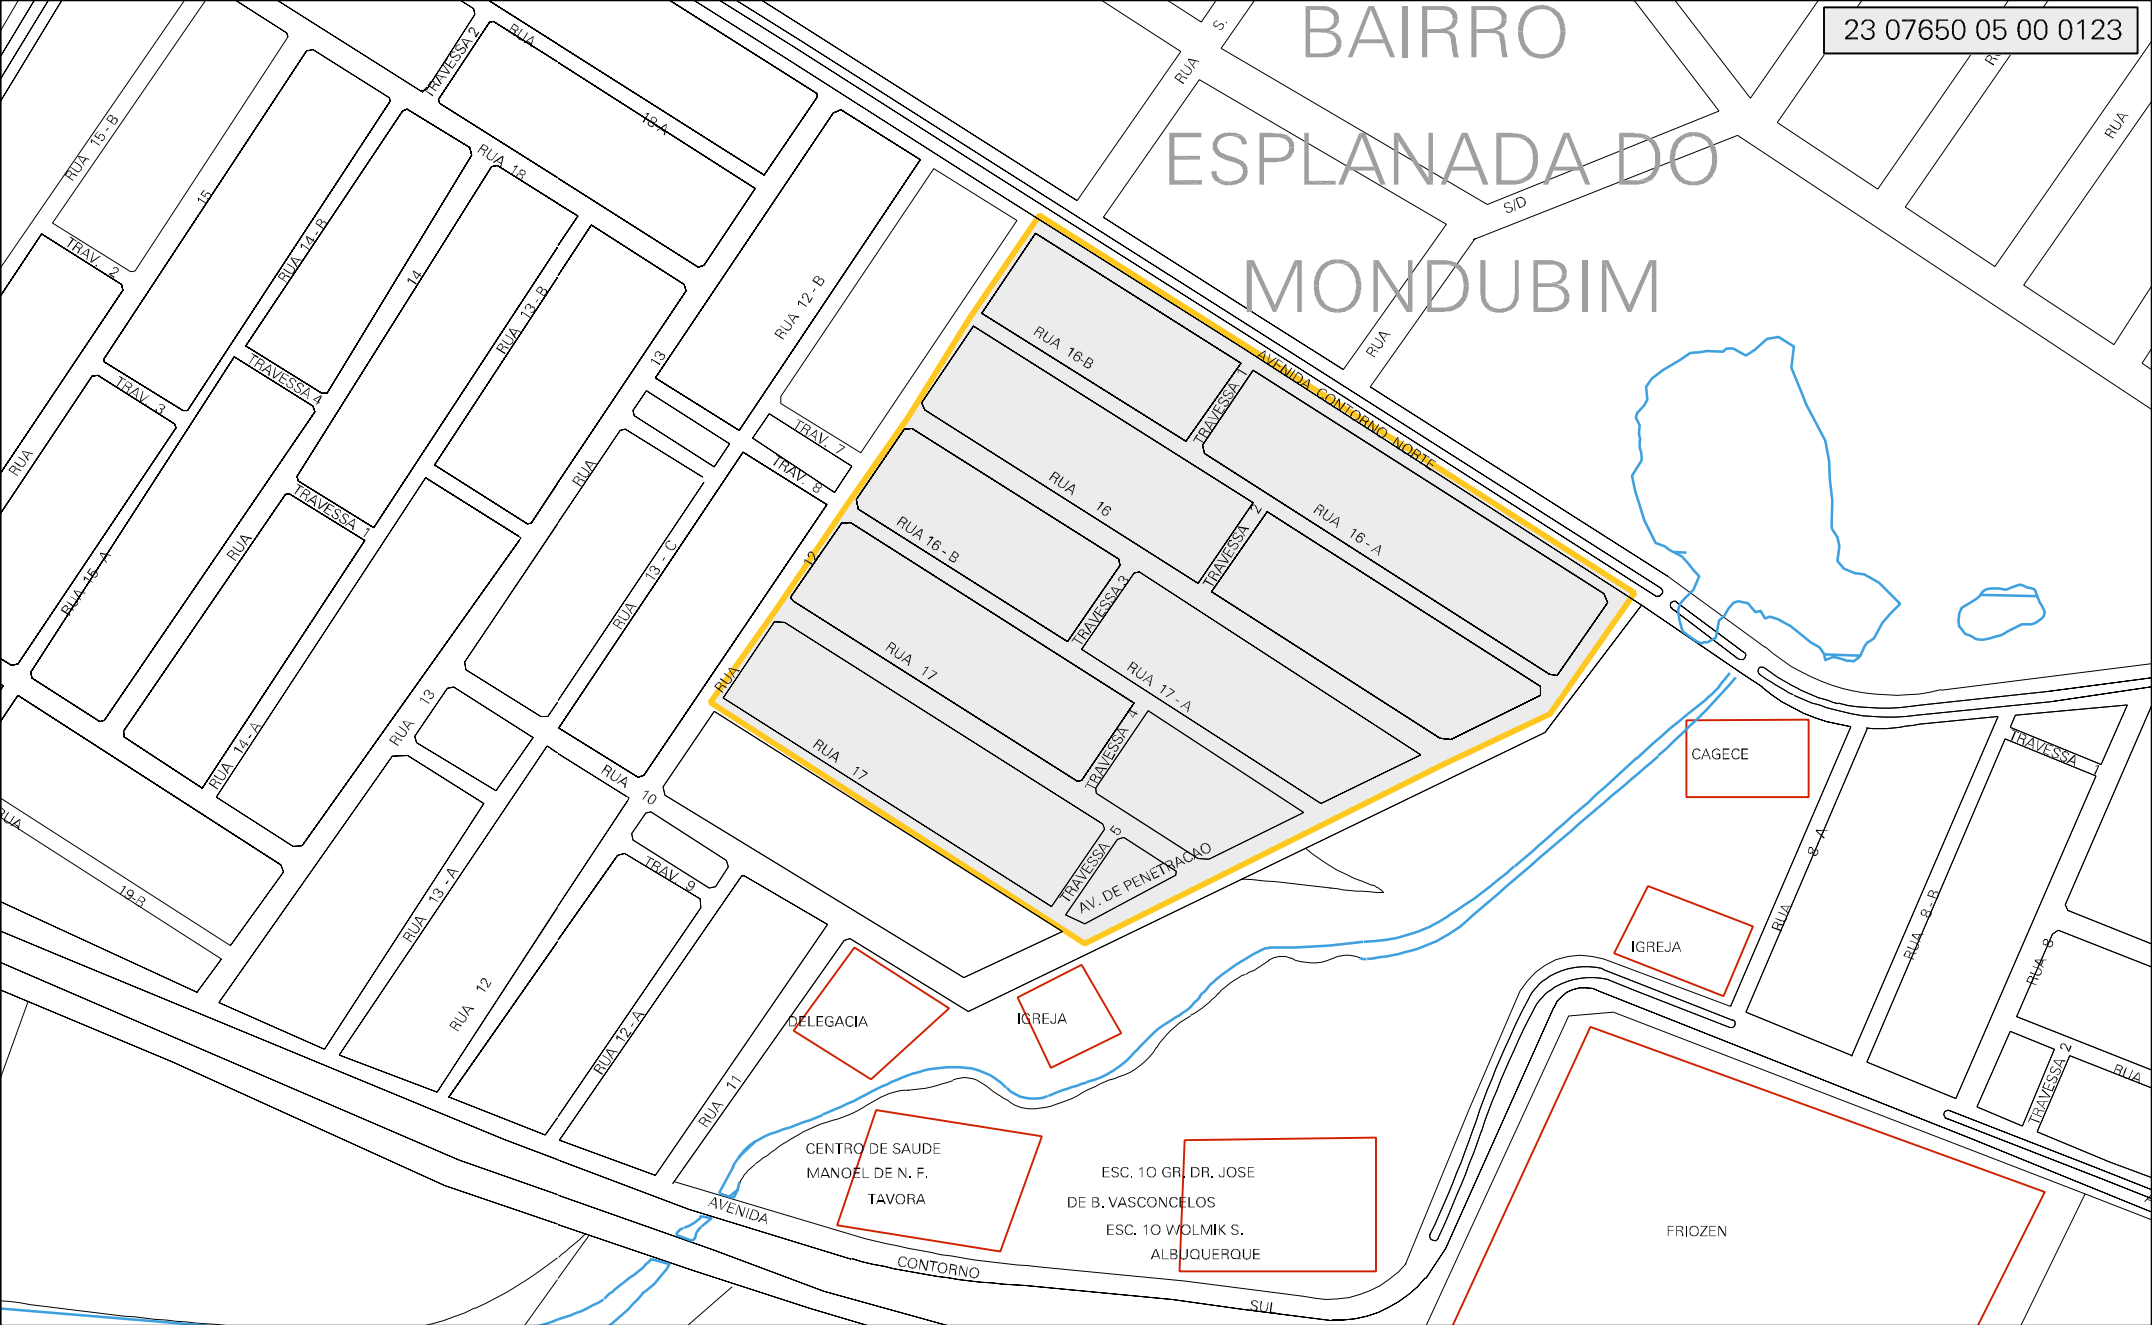 BAIRRO
ESPLANADA DO
MONDUBIM
23 07650 05 00 0123
TRAVESSA 2
RUA
18-A
RUA 18
RUA 15 - B
15
RUA 14 - B
14
TRAV. 2
RUA 13 - B
13
RUA 12 - B
RUA S.
S/D
RUA
RUA
TRAV. 3
TRAVESSA 4
TRAVESSA 1
TRAV. 7
TRAV. 8
RUA
RUA
RUA
RUA 15 - A
RUA 13 - C
RUA 14 - A
RUA 13
RUA 10
RUA 12
RUA 16-B
TRAVESSA 1
AVENIDA CONTORNO NORTE
RUA 16
TRAVESSA 2
RUA 16 - A
RUA 16 - B
TRAVESSA 3
RUA 17
RUA 17 - A
TRAVESSA 4
RUA 17
TRAVESSA 5
AV. DE PENETRACAO
RUA
19-B
RUA 13 - A
TRAV. 9
RUA 12
RUA 12 - A
RUA 11
DELEGACIA
IGREJA
CAGECE
IGREJA
TRAVESSA 1
RUA 8 - A
RUA 8 - B
RUA 8
TRAVESSA 2
RUA
CENTRO DE SAUDE
MANOEL DE N. F.
TAVORA
ESC. 1O GR. DR. JOSE
DE B. VASCONCELOS
ESC. 1O WOLMIK S.
ALBUQUERQUE
FRIOZEN
AVENIDA CONTORNO SUL